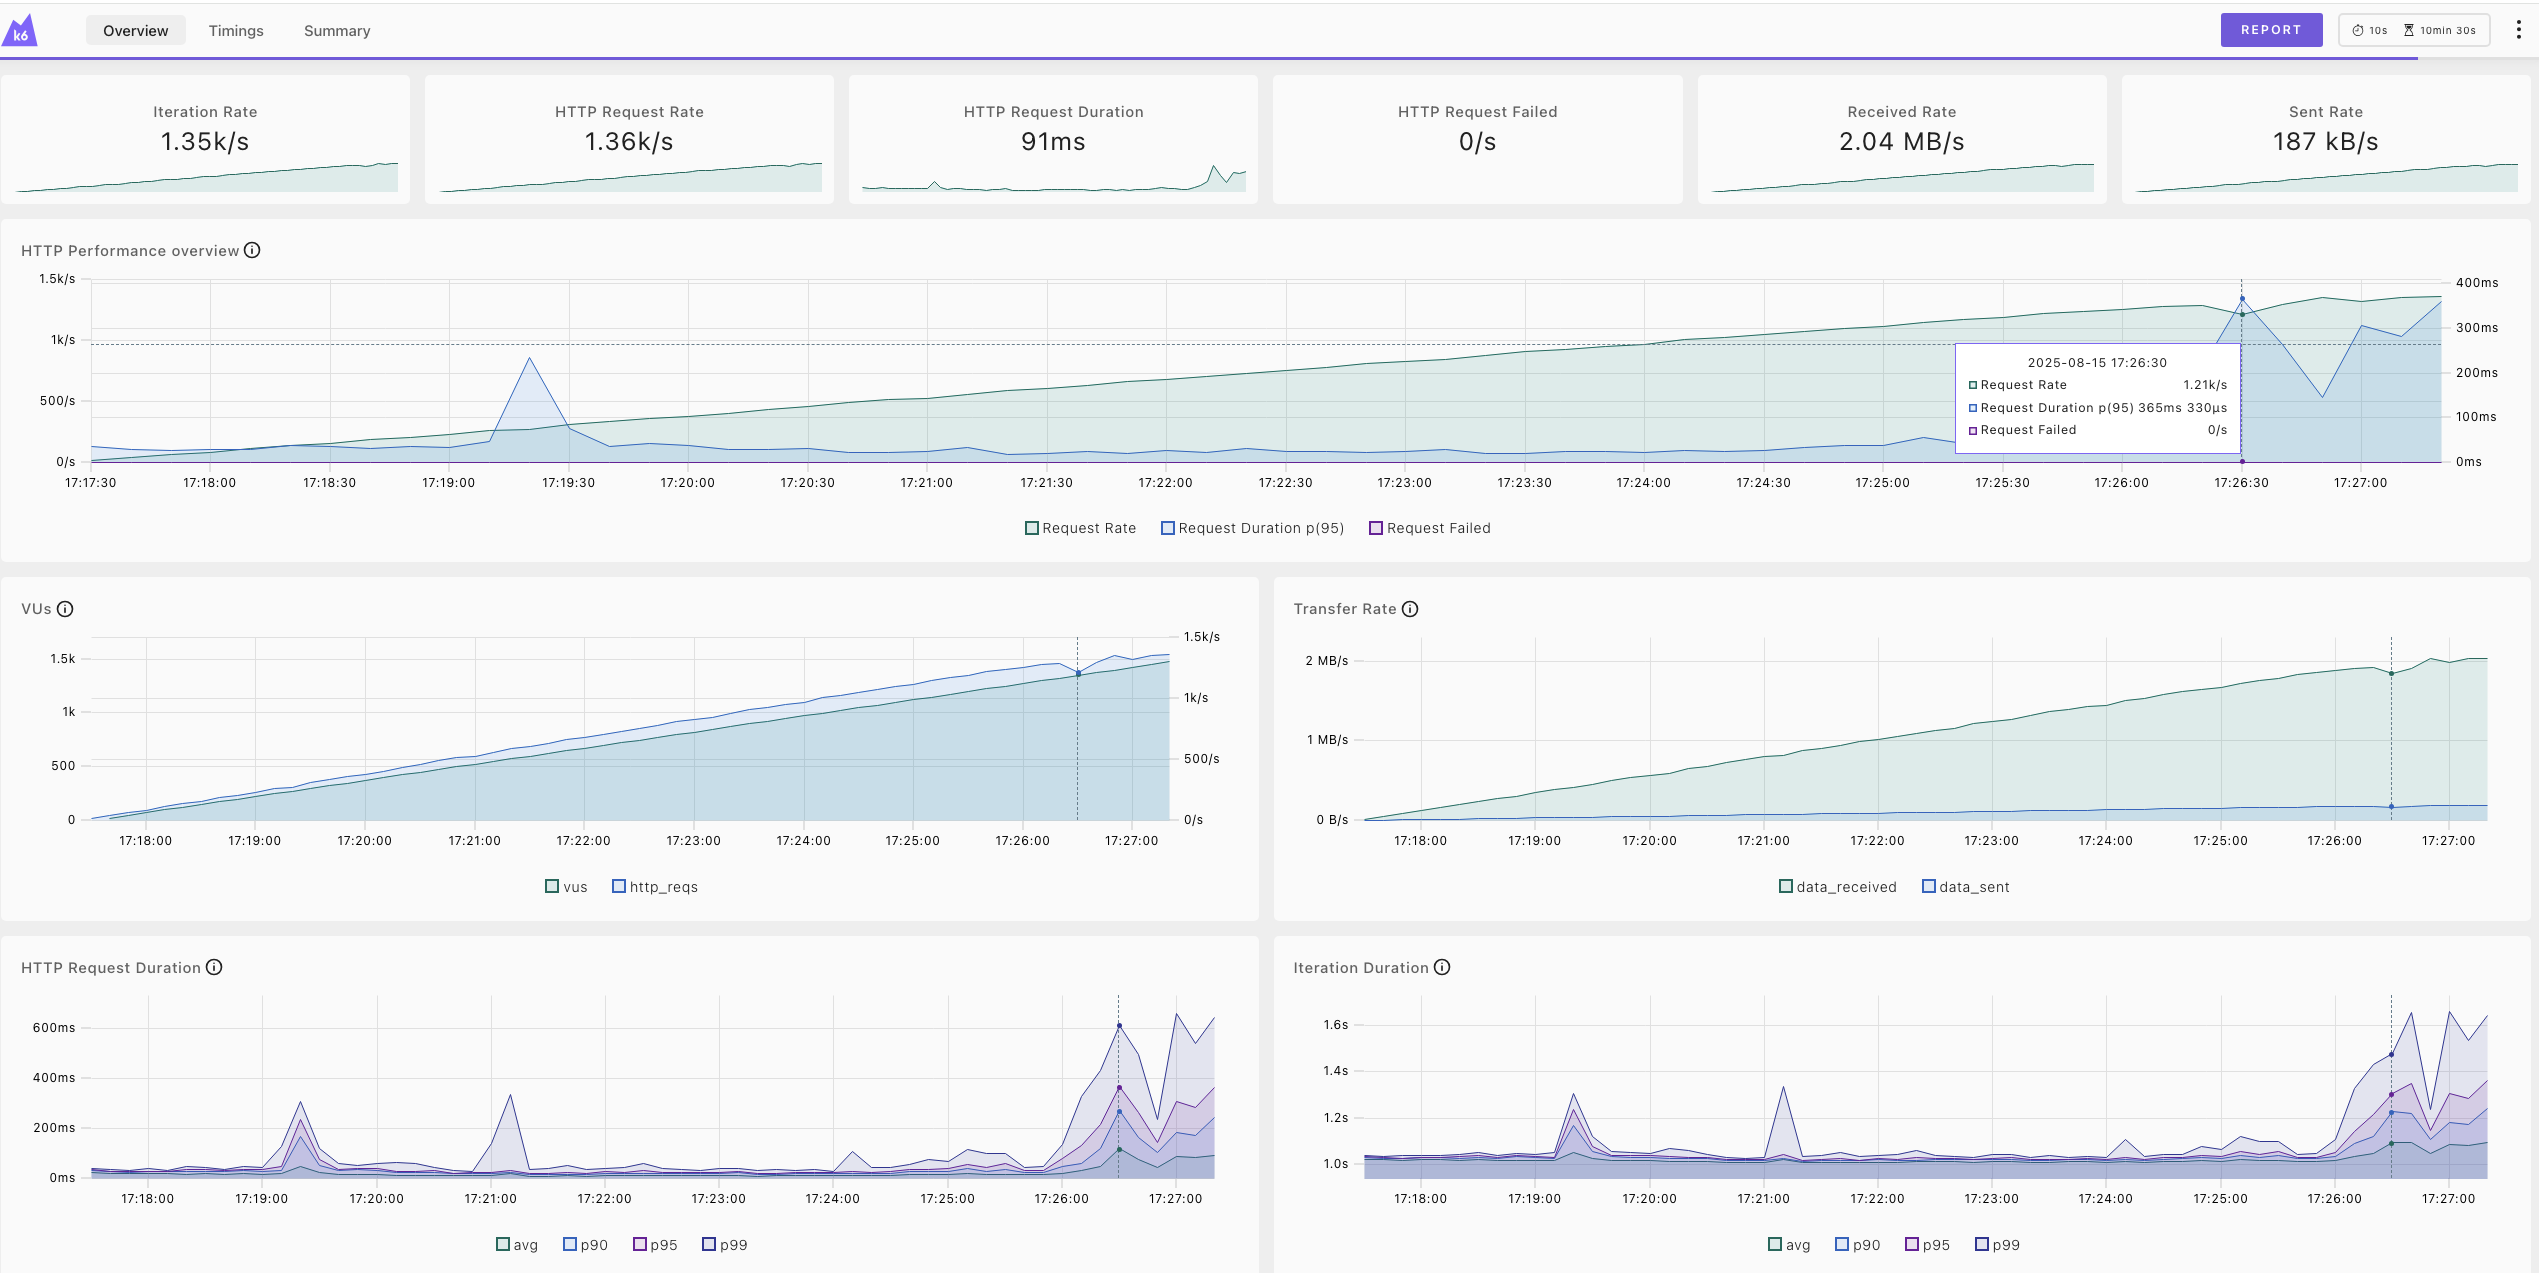 k6
Overview
Timings
Summary
REPORT
10s
10min 30s
Iteration Rate
1.35k/s
HTTP Request Rate
1.36k/s
HTTP Request Duration
91ms
HTTP Request Failed
0/s
Received Rate
2.04 MB/s
Sent Rate
187 kB/s
HTTP Performance overview
1.5k/s
1k/s
500/s
0/s
400ms
300ms
200ms
100ms
0ms
2025-08-15 17:26:30
Request Rate 1.21k/s
Request Duration p(95) 365ms 330µs
Request Failed 0/s
17:17:30 17:18:00 17:18:30 17:19:00 17:19:30 17:20:00 17:20:30 17:21:00 17:21:30 17:22:00 17:22:30 17:23:00 17:23:30 17:24:00 17:24:30 17:25:00 17:25:30 17:26:00 17:26:30 17:27:00
Request Rate Request Duration p(95) Request Failed
VUs
1.5k
1k
500
0
1.5k/s
1k/s
500/s
0/s
17:18:00 17:19:00 17:20:00 17:21:00 17:22:00 17:23:00 17:24:00 17:25:00 17:26:00 17:27:00
vus http_reqs
Transfer Rate
2 MB/s
1 MB/s
0 B/s
17:18:00 17:19:00 17:20:00 17:21:00 17:22:00 17:23:00 17:24:00 17:25:00 17:26:00 17:27:00
data_received data_sent
HTTP Request Duration
600ms
400ms
200ms
0ms
17:18:00 17:19:00 17:20:00 17:21:00 17:22:00 17:23:00 17:24:00 17:25:00 17:26:00 17:27:00
avg p90 p95 p99
Iteration Duration
1.6s
1.4s
1.2s
1.0s
17:18:00 17:19:00 17:20:00 17:21:00 17:22:00 17:23:00 17:24:00 17:25:00 17:26:00 17:27:00
avg p90 p95 p99